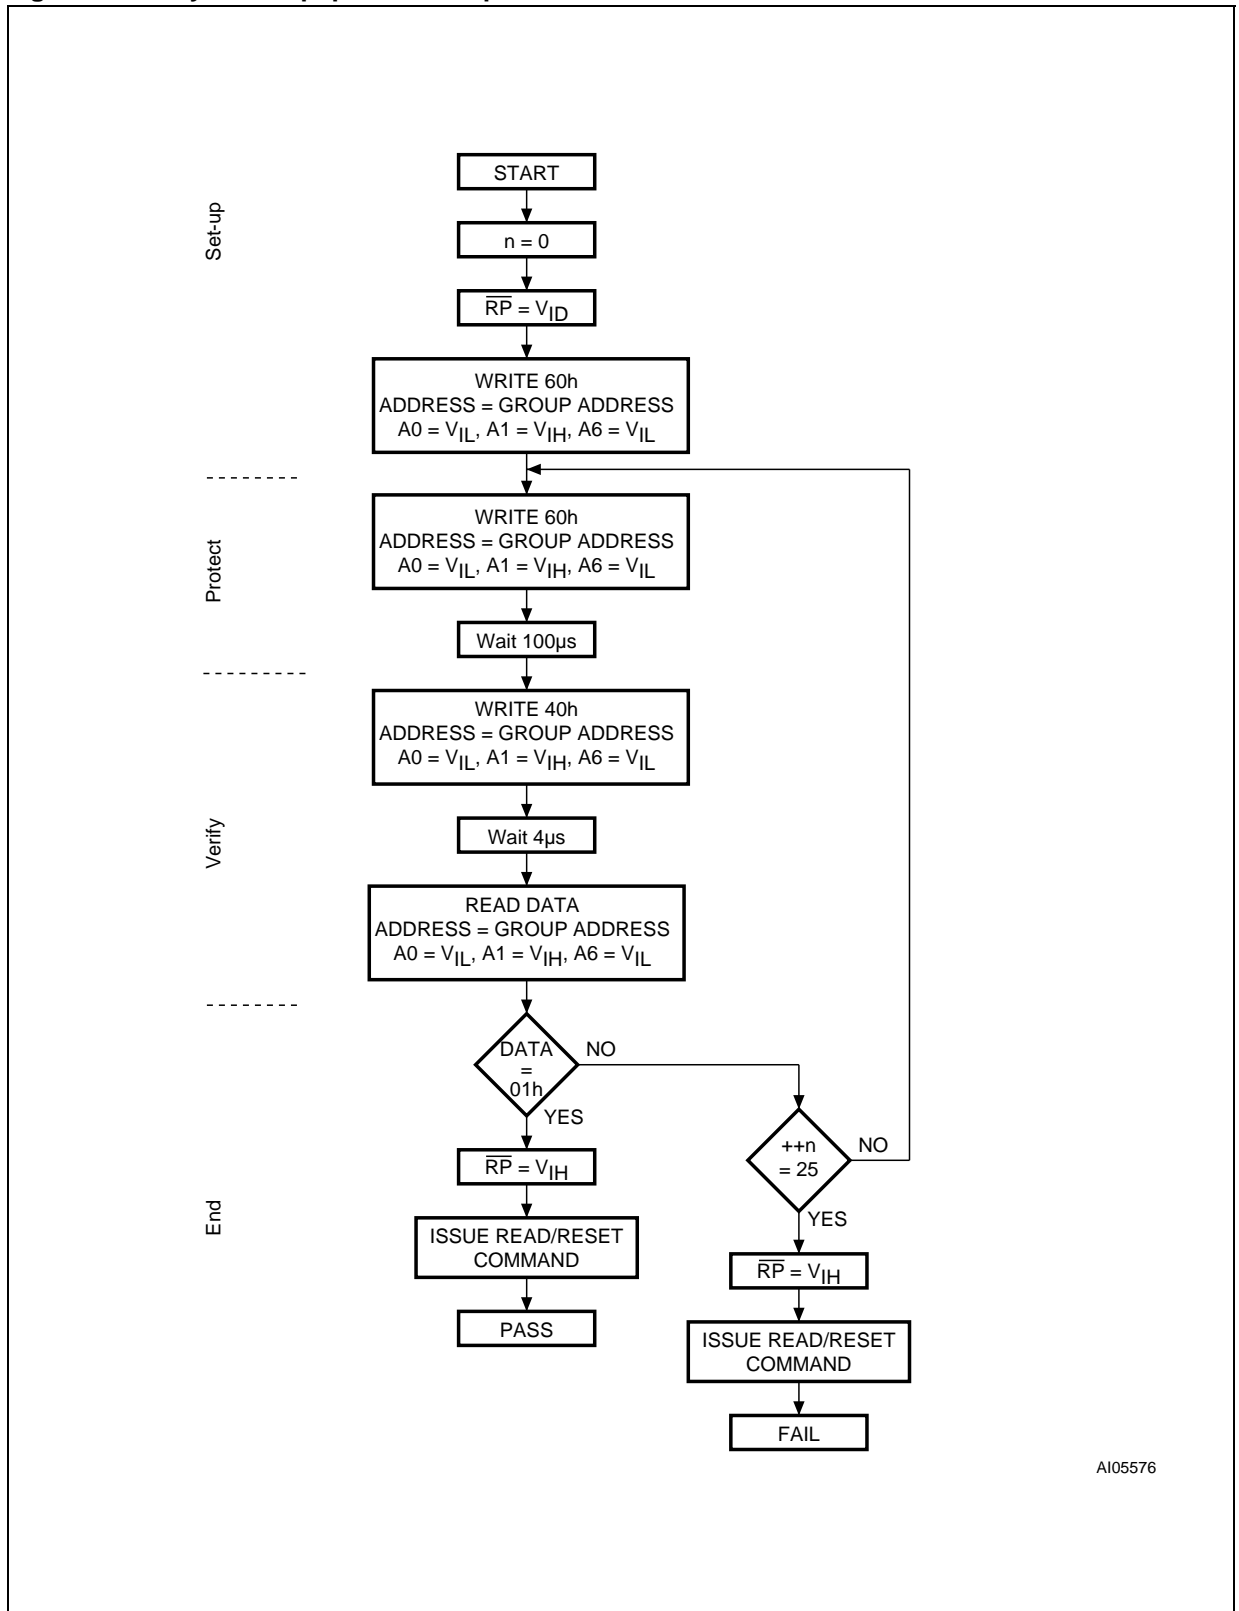 Set-up
START
n = 0
RP = VID
WRITE 60h
ADDRESS = GROUP ADDRESS
A0 = VIL, A1 = VIH, A6 = VIL
Protect
WRITE 60h
ADDRESS = GROUP ADDRESS
A0 = VIL, A1 = VIH, A6 = VIL
Wait 100µs
Verify
WRITE 40h
ADDRESS = GROUP ADDRESS
A0 = VIL, A1 = VIH, A6 = VIL
Wait 4µs
READ DATA
ADDRESS = GROUP ADDRESS
A0 = VIL, A1 = VIH, A6 = VIL
End
DATA
=
01h
NO
YES
RP = VIH
ISSUE READ/RESET
COMMAND
PASS
++n
= 25
NO
YES
RP = VIH
ISSUE READ/RESET
COMMAND
FAIL
AI05576